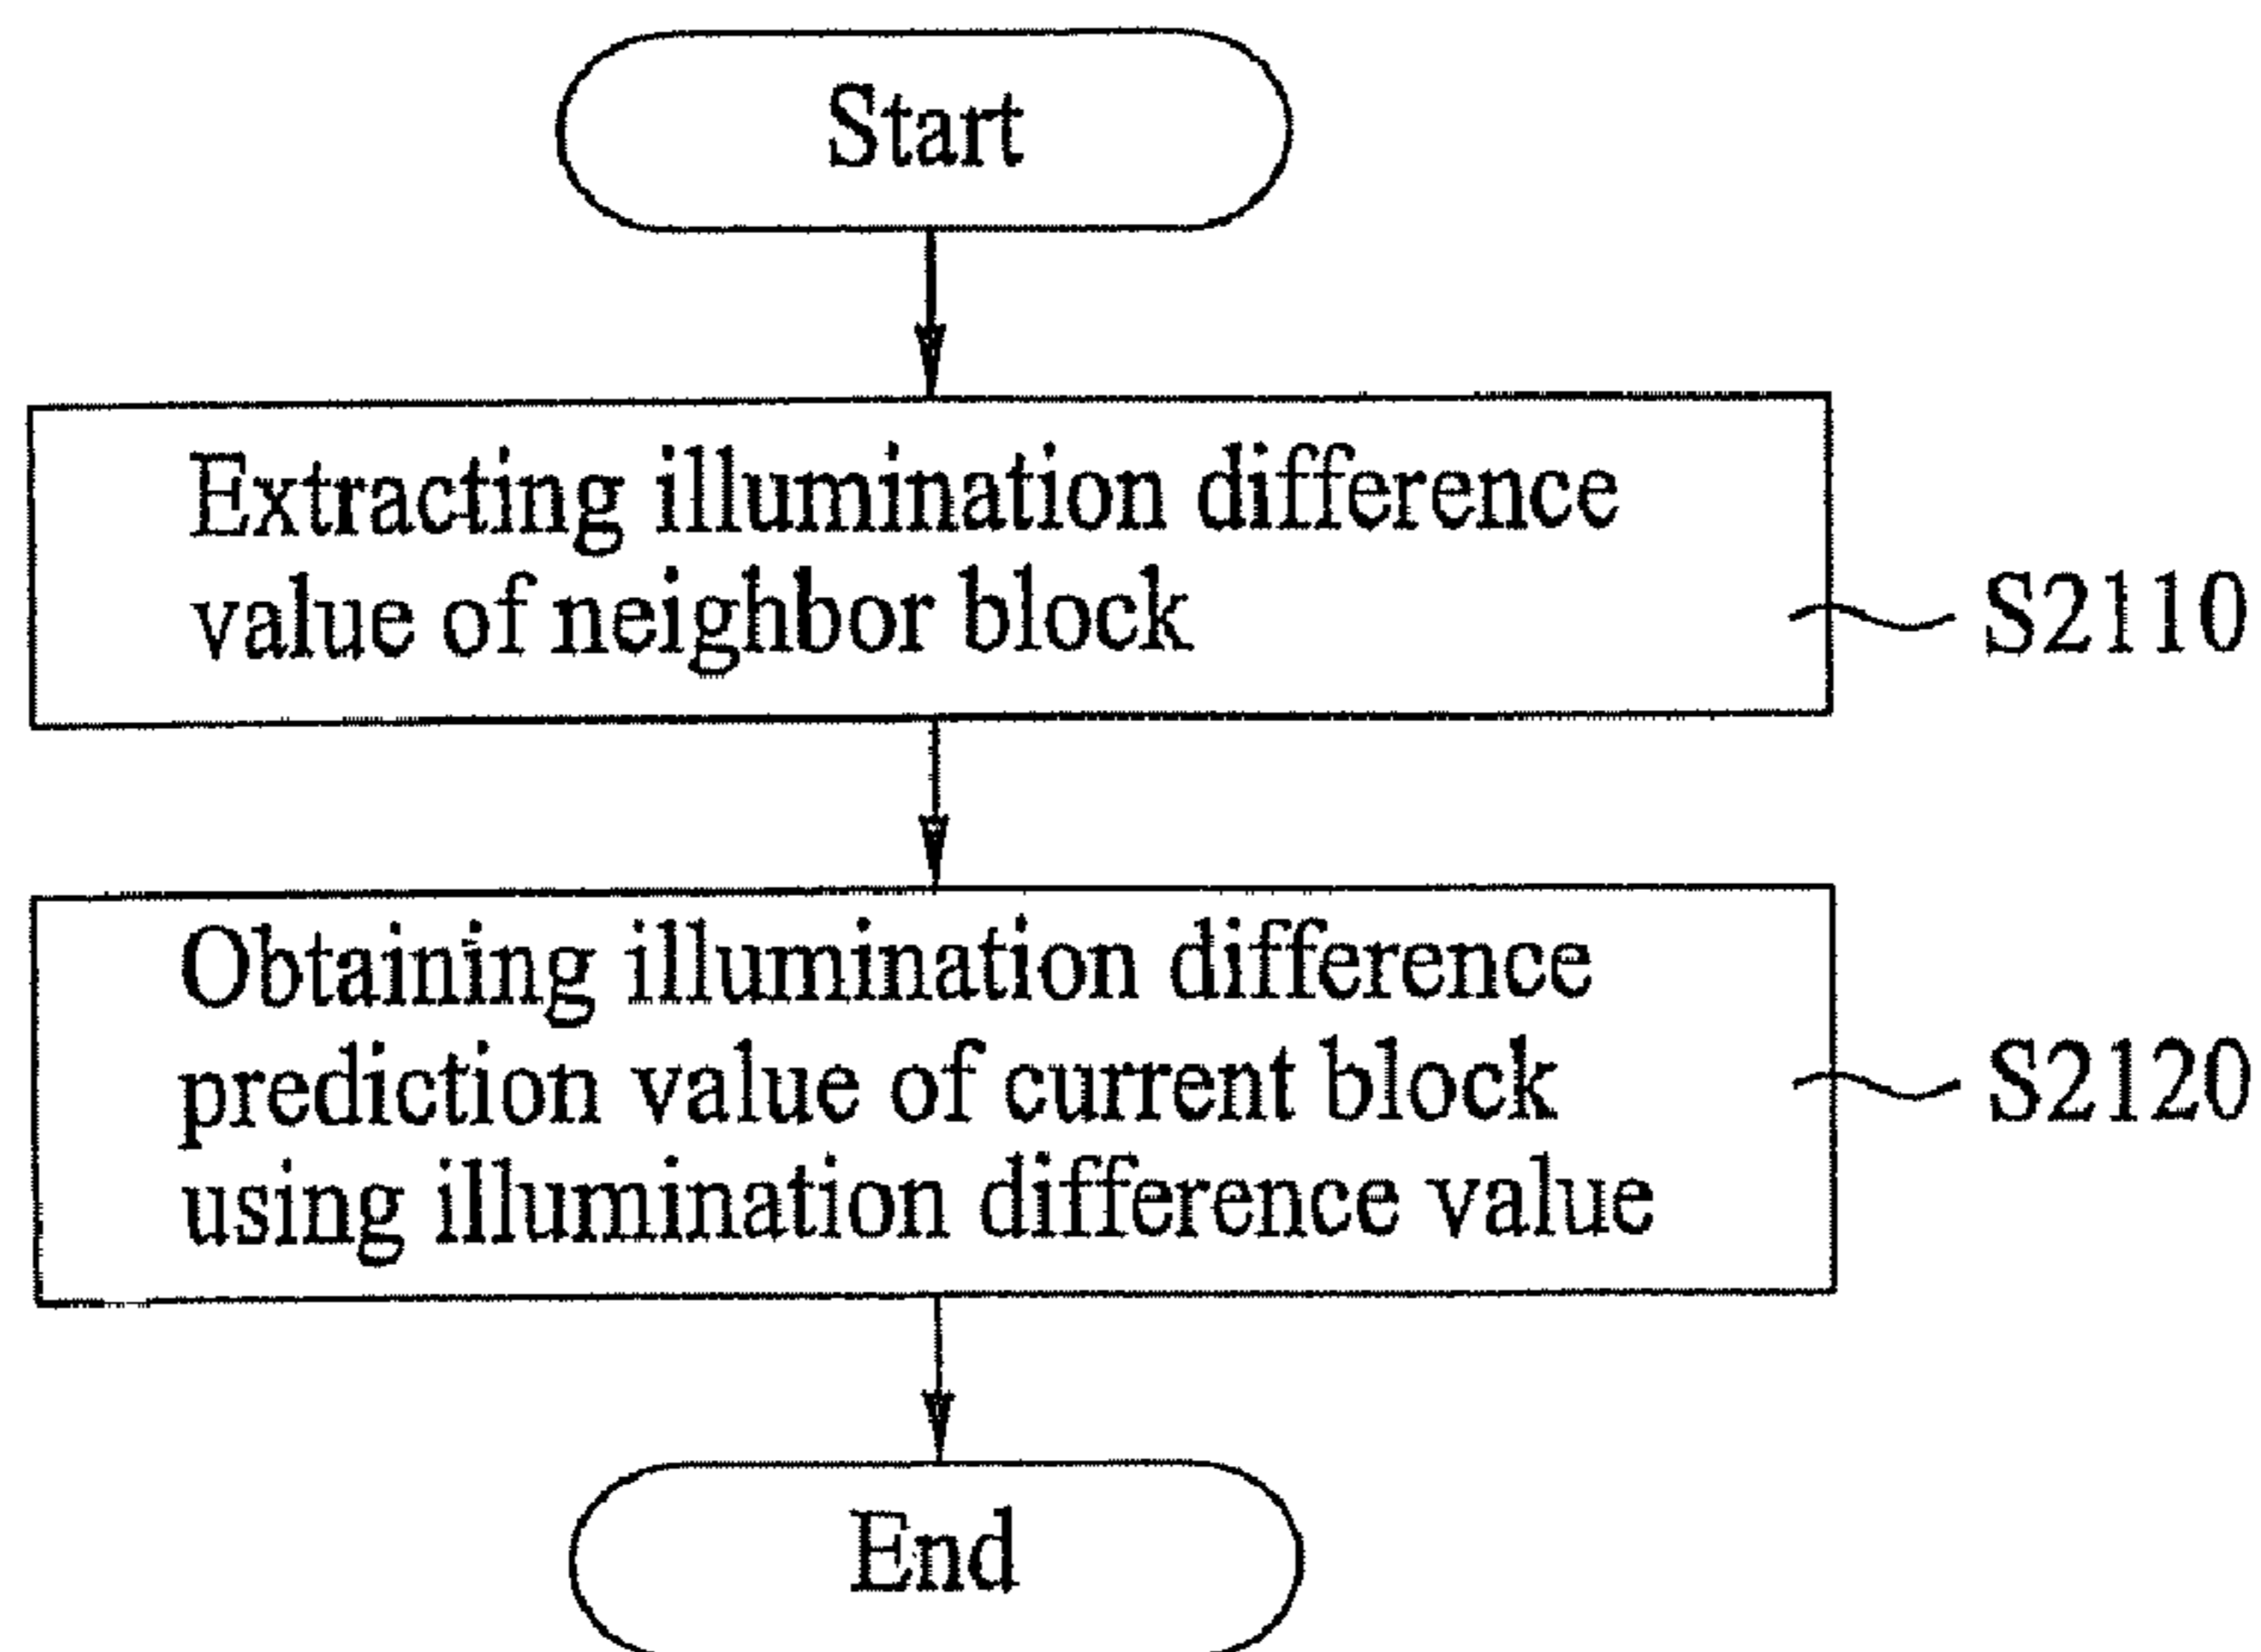 Start
Extracting illumination difference
value of neighbor block
S2110
Obtaining illumination difference
prediction value of current block
using illumination difference value
S2120
End